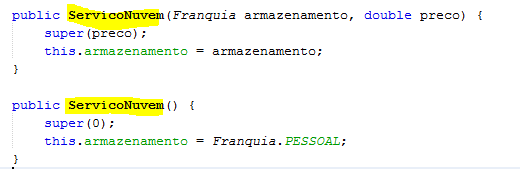 public ServicoNuvem(Franquia armazenamento, double preco) {
super(preco);
this.armazenamento = armazenamento;
}
public ServicoNuvem() {
super(0);
this.armazenamento = Franquia.PESSOAL;
}